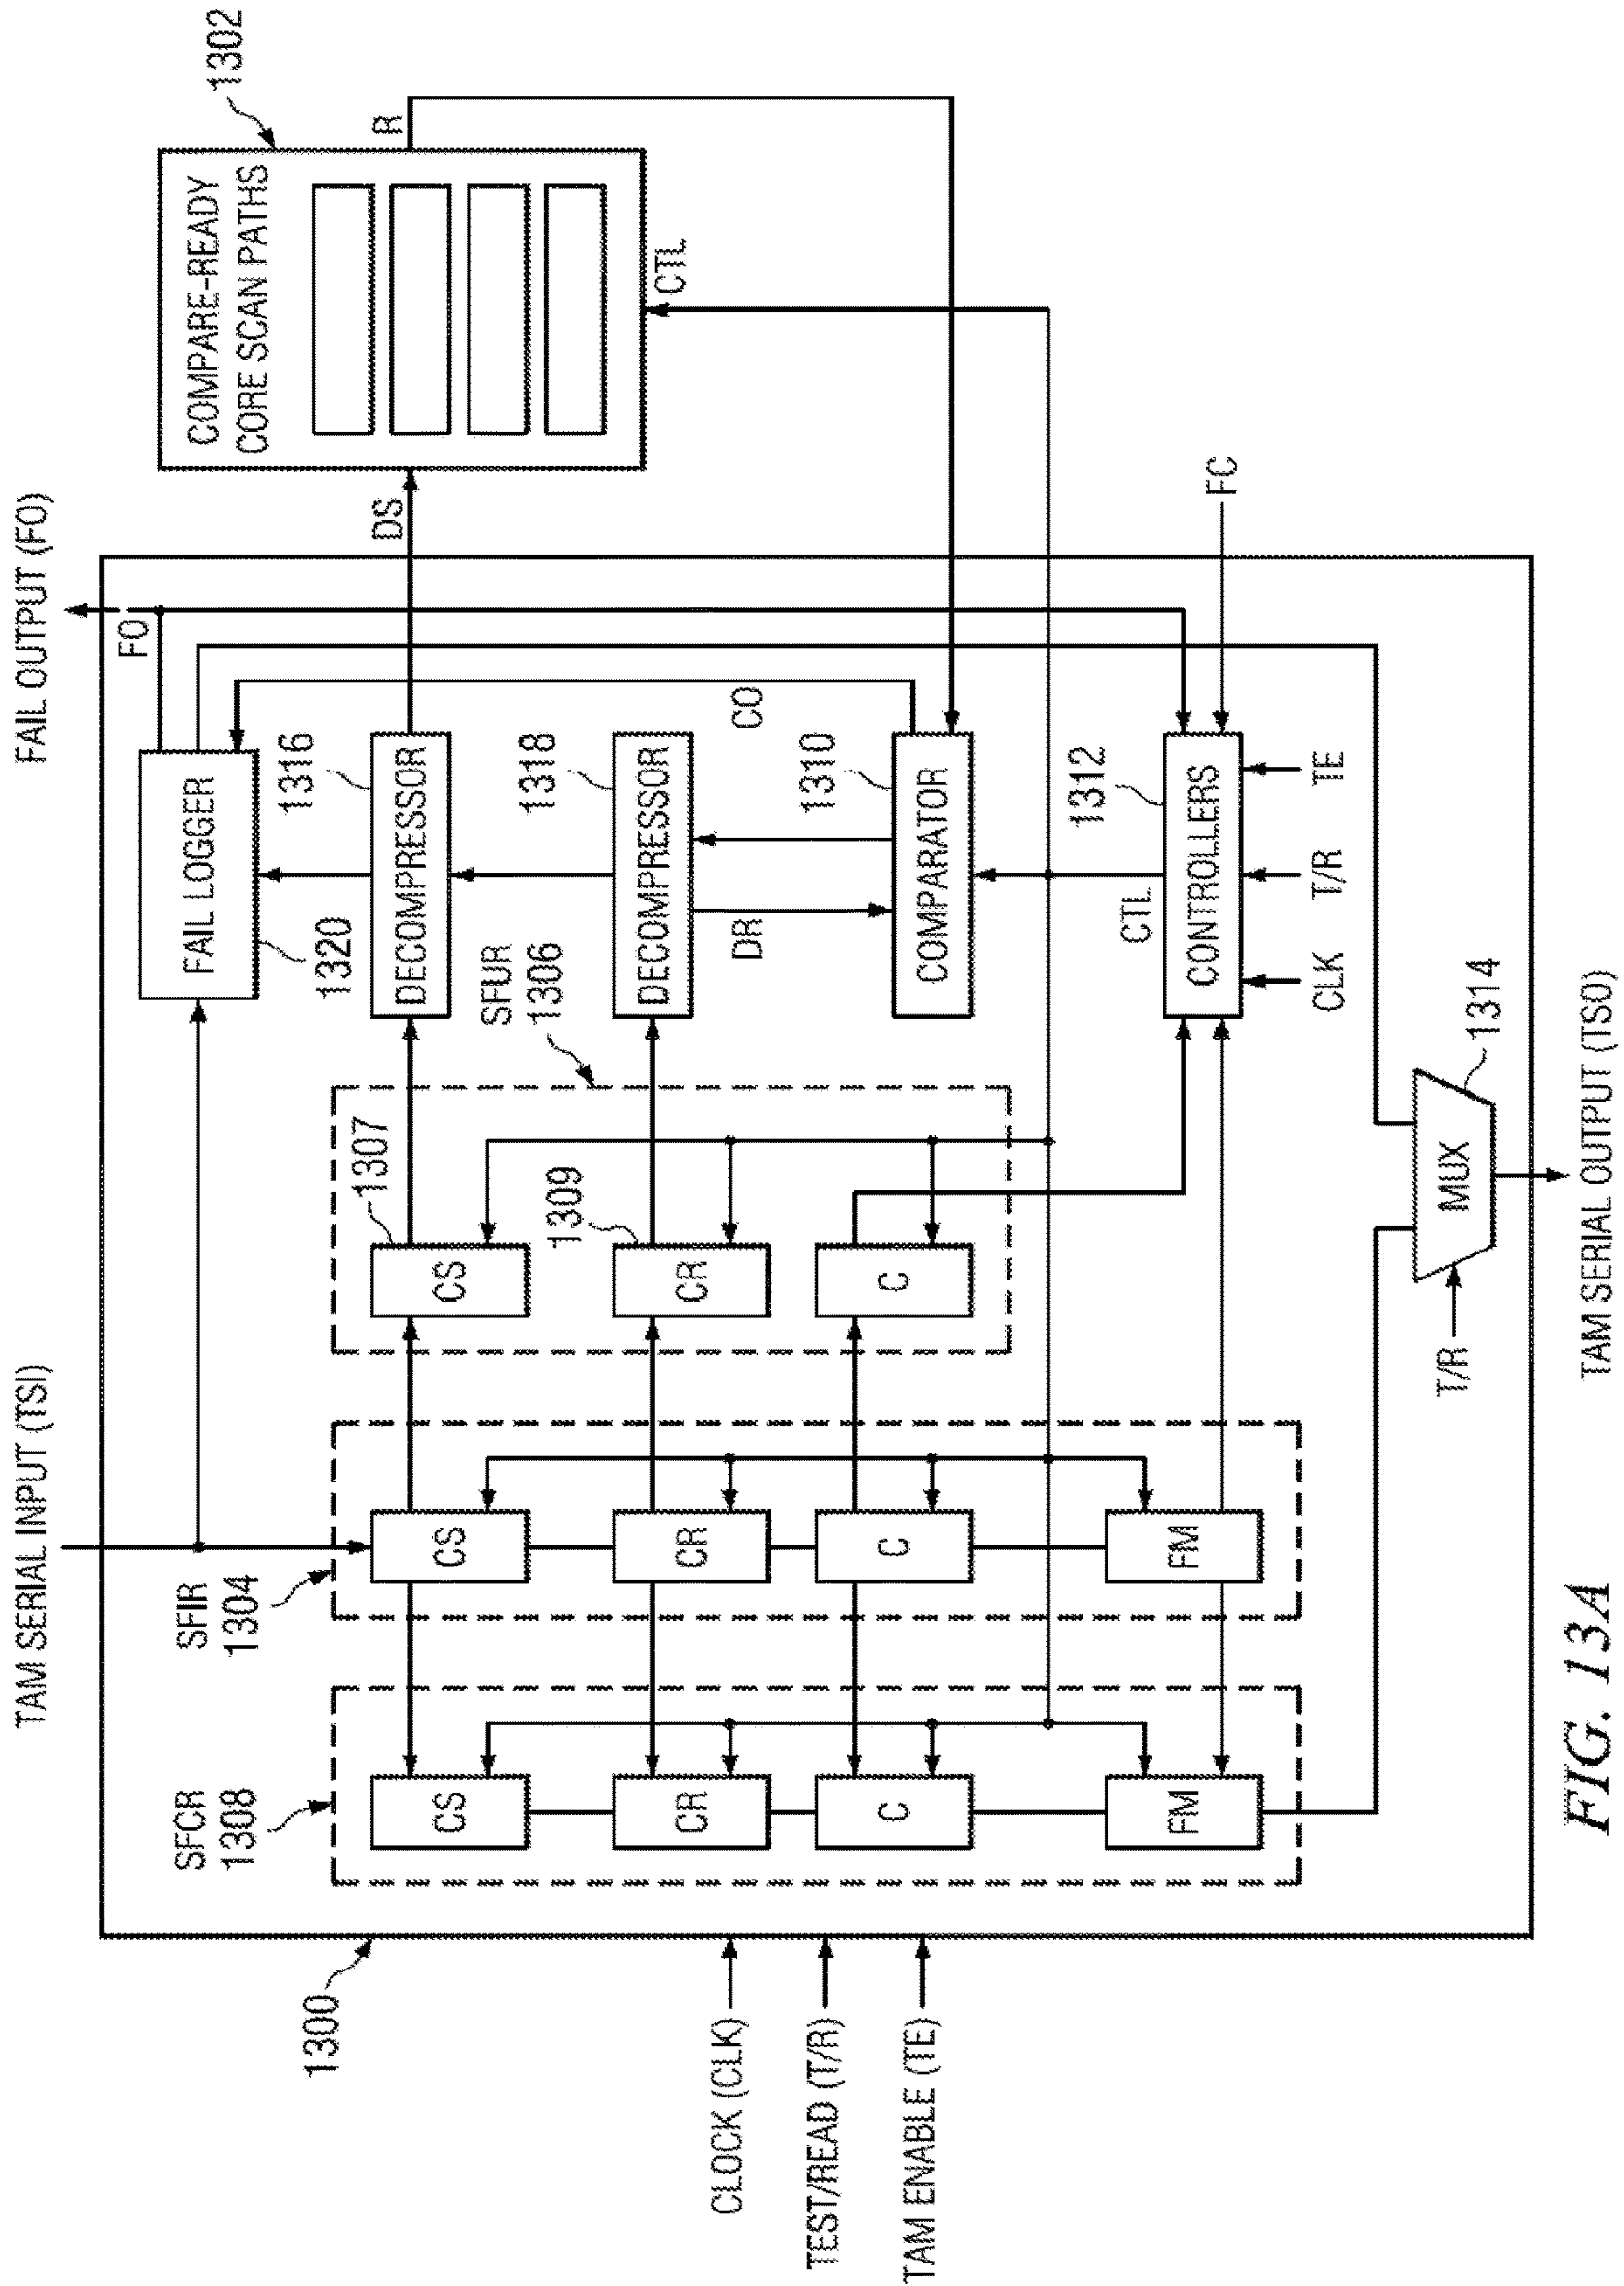 TAM SERIAL INPUT (TSI)
FAIL OUTPUT (FO)
1300
CLOCK (CLK)
TEST/READ (T/R)
TAM ENABLE (TE)
SFCR
1308
CS
CR
C
FM
SFIR
1304
CS
CR
C
FM
SFUR
1306
1307
CS
1309
CR
C
FAIL LOGGER
1320
FO
DECOMPRESSOR
1316
DS
DECOMPRESSOR
1318
DR
CO
COMPARATOR
1310
CTL
CONTROLLERS
1312
CLK
T/R
TE
FC
COMPARE-READY
CORE SCAN PATHS
1302
R
CTL
T/R
MUX
1314
TAM SERIAL OUTPUT (TSO)
FIG. 13A